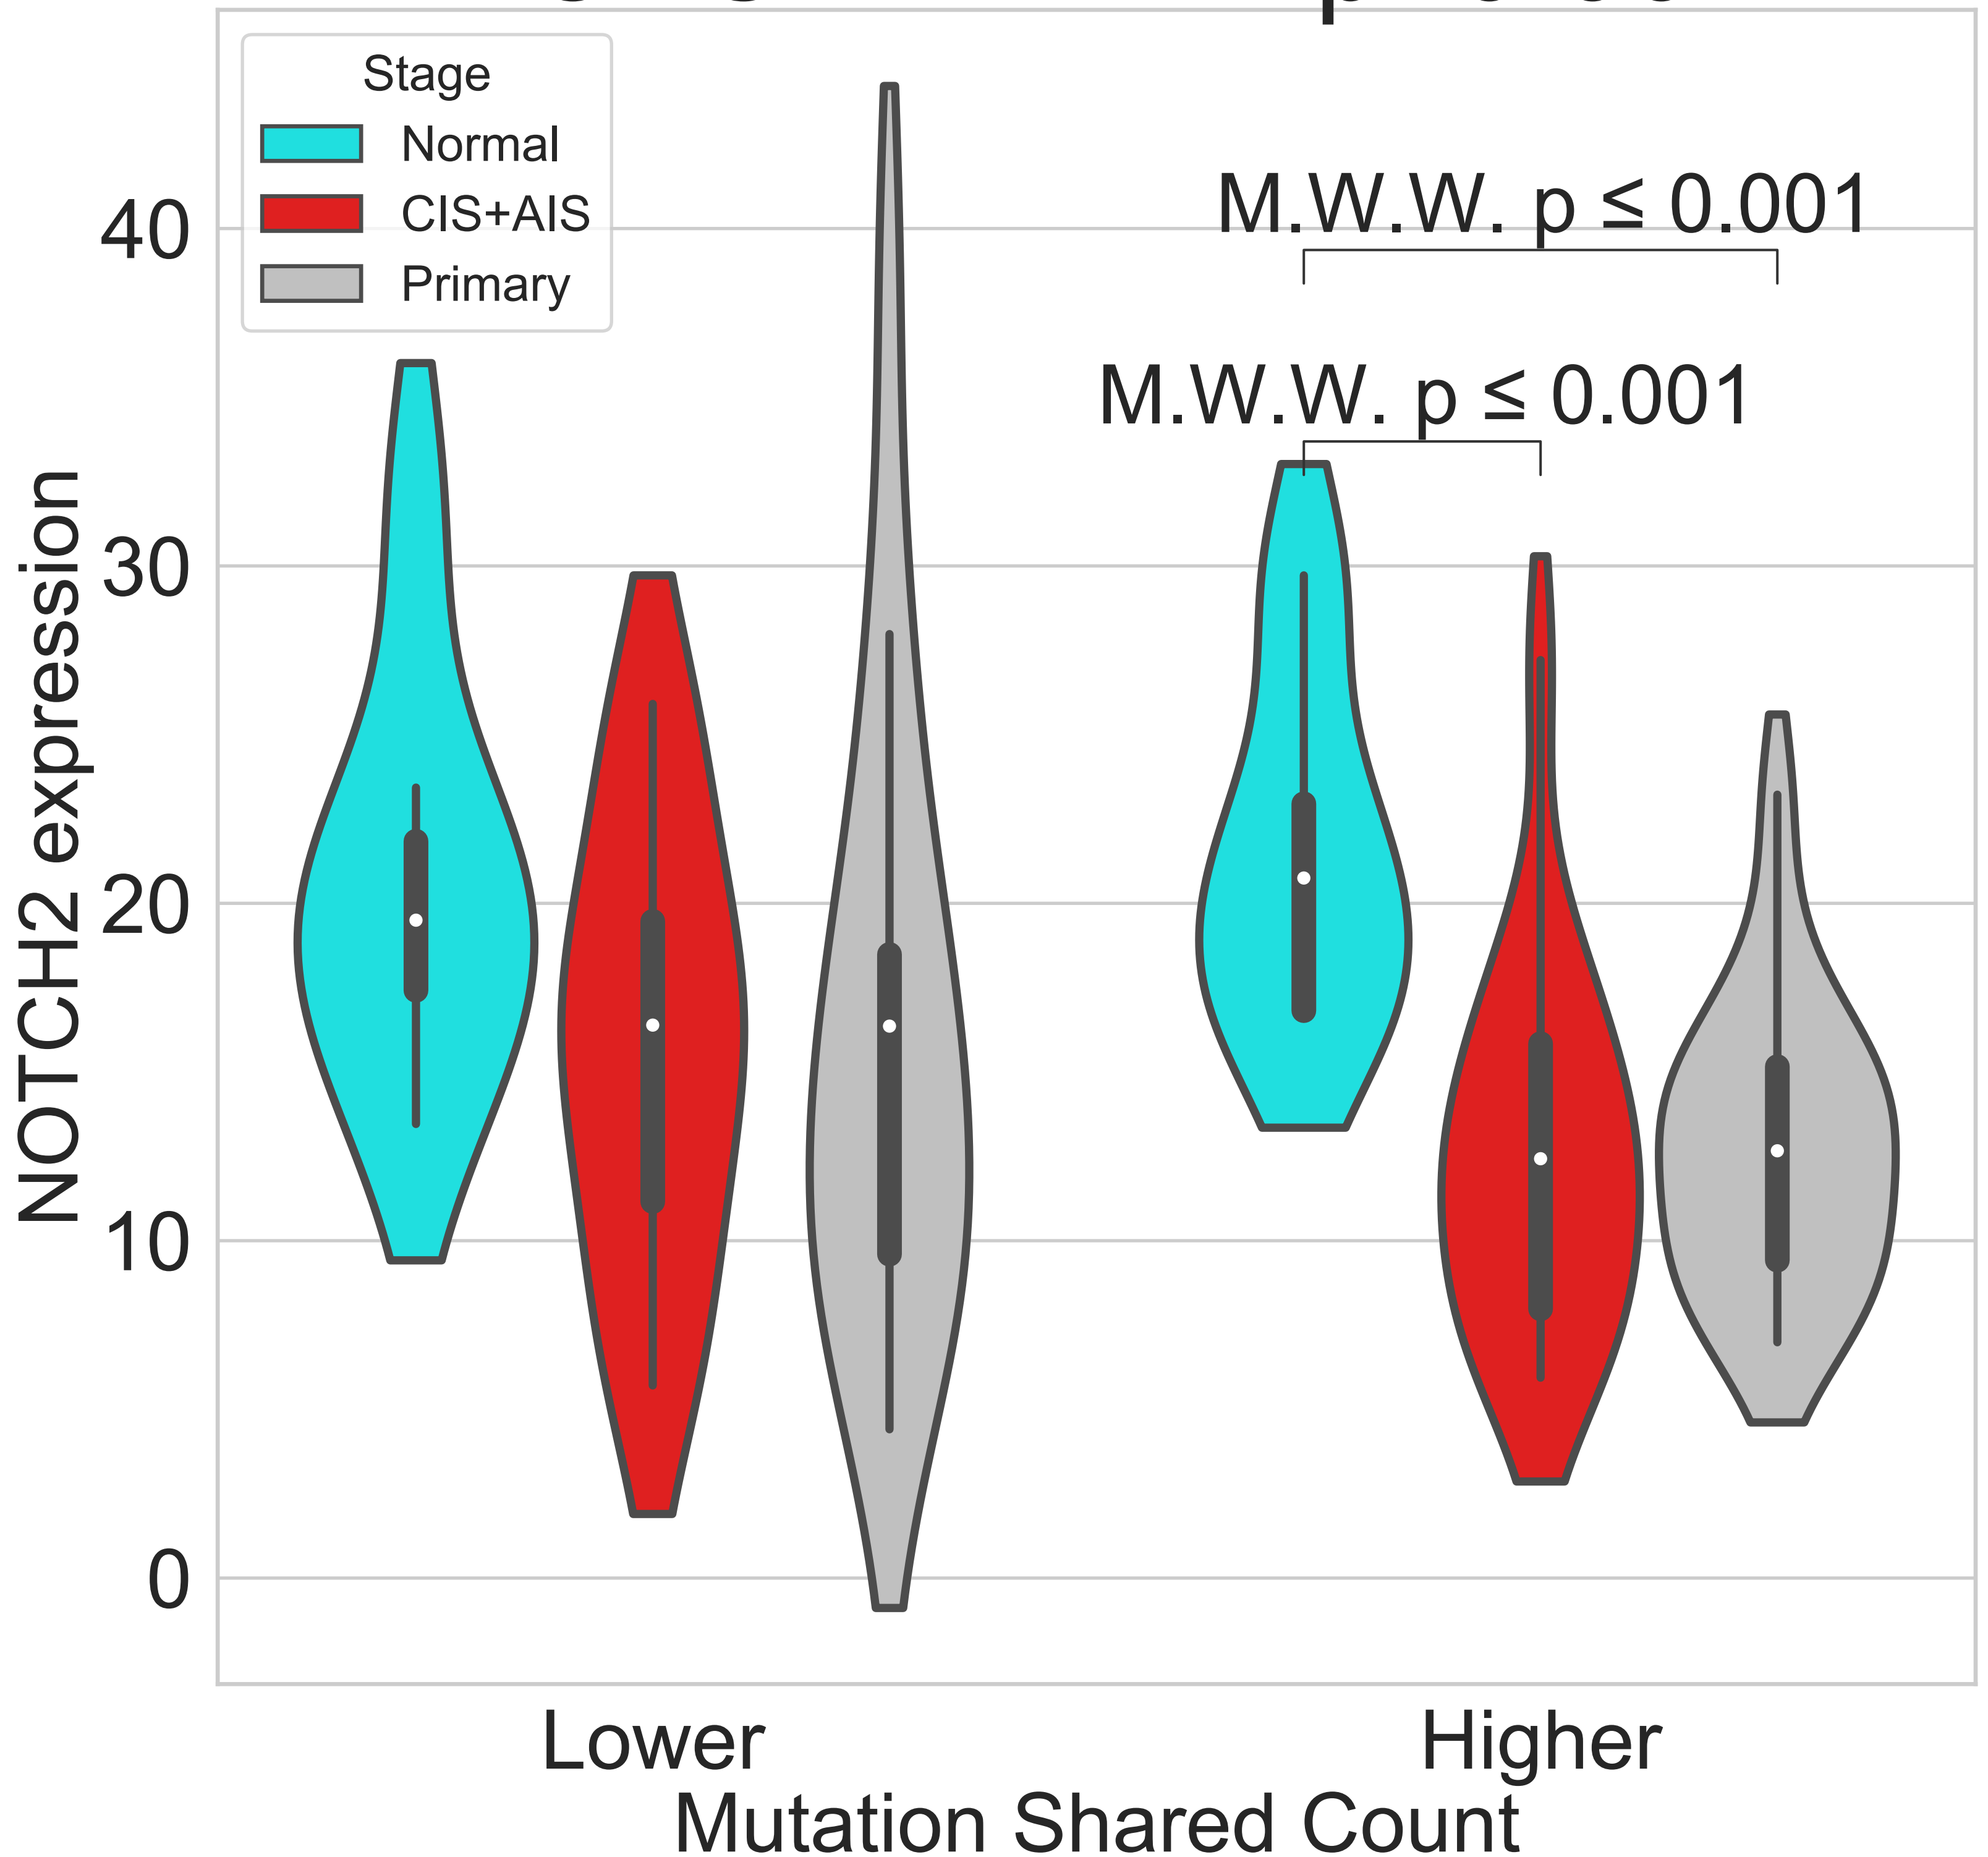 Stage
Normal
CIS+AIS
Primary
M.W.W. p ≤ 0.001
M.W.W. p ≤ 0.001
40
30
20
10
0
NOTCH2 expression
Lower
Higher
Mutation Shared Count